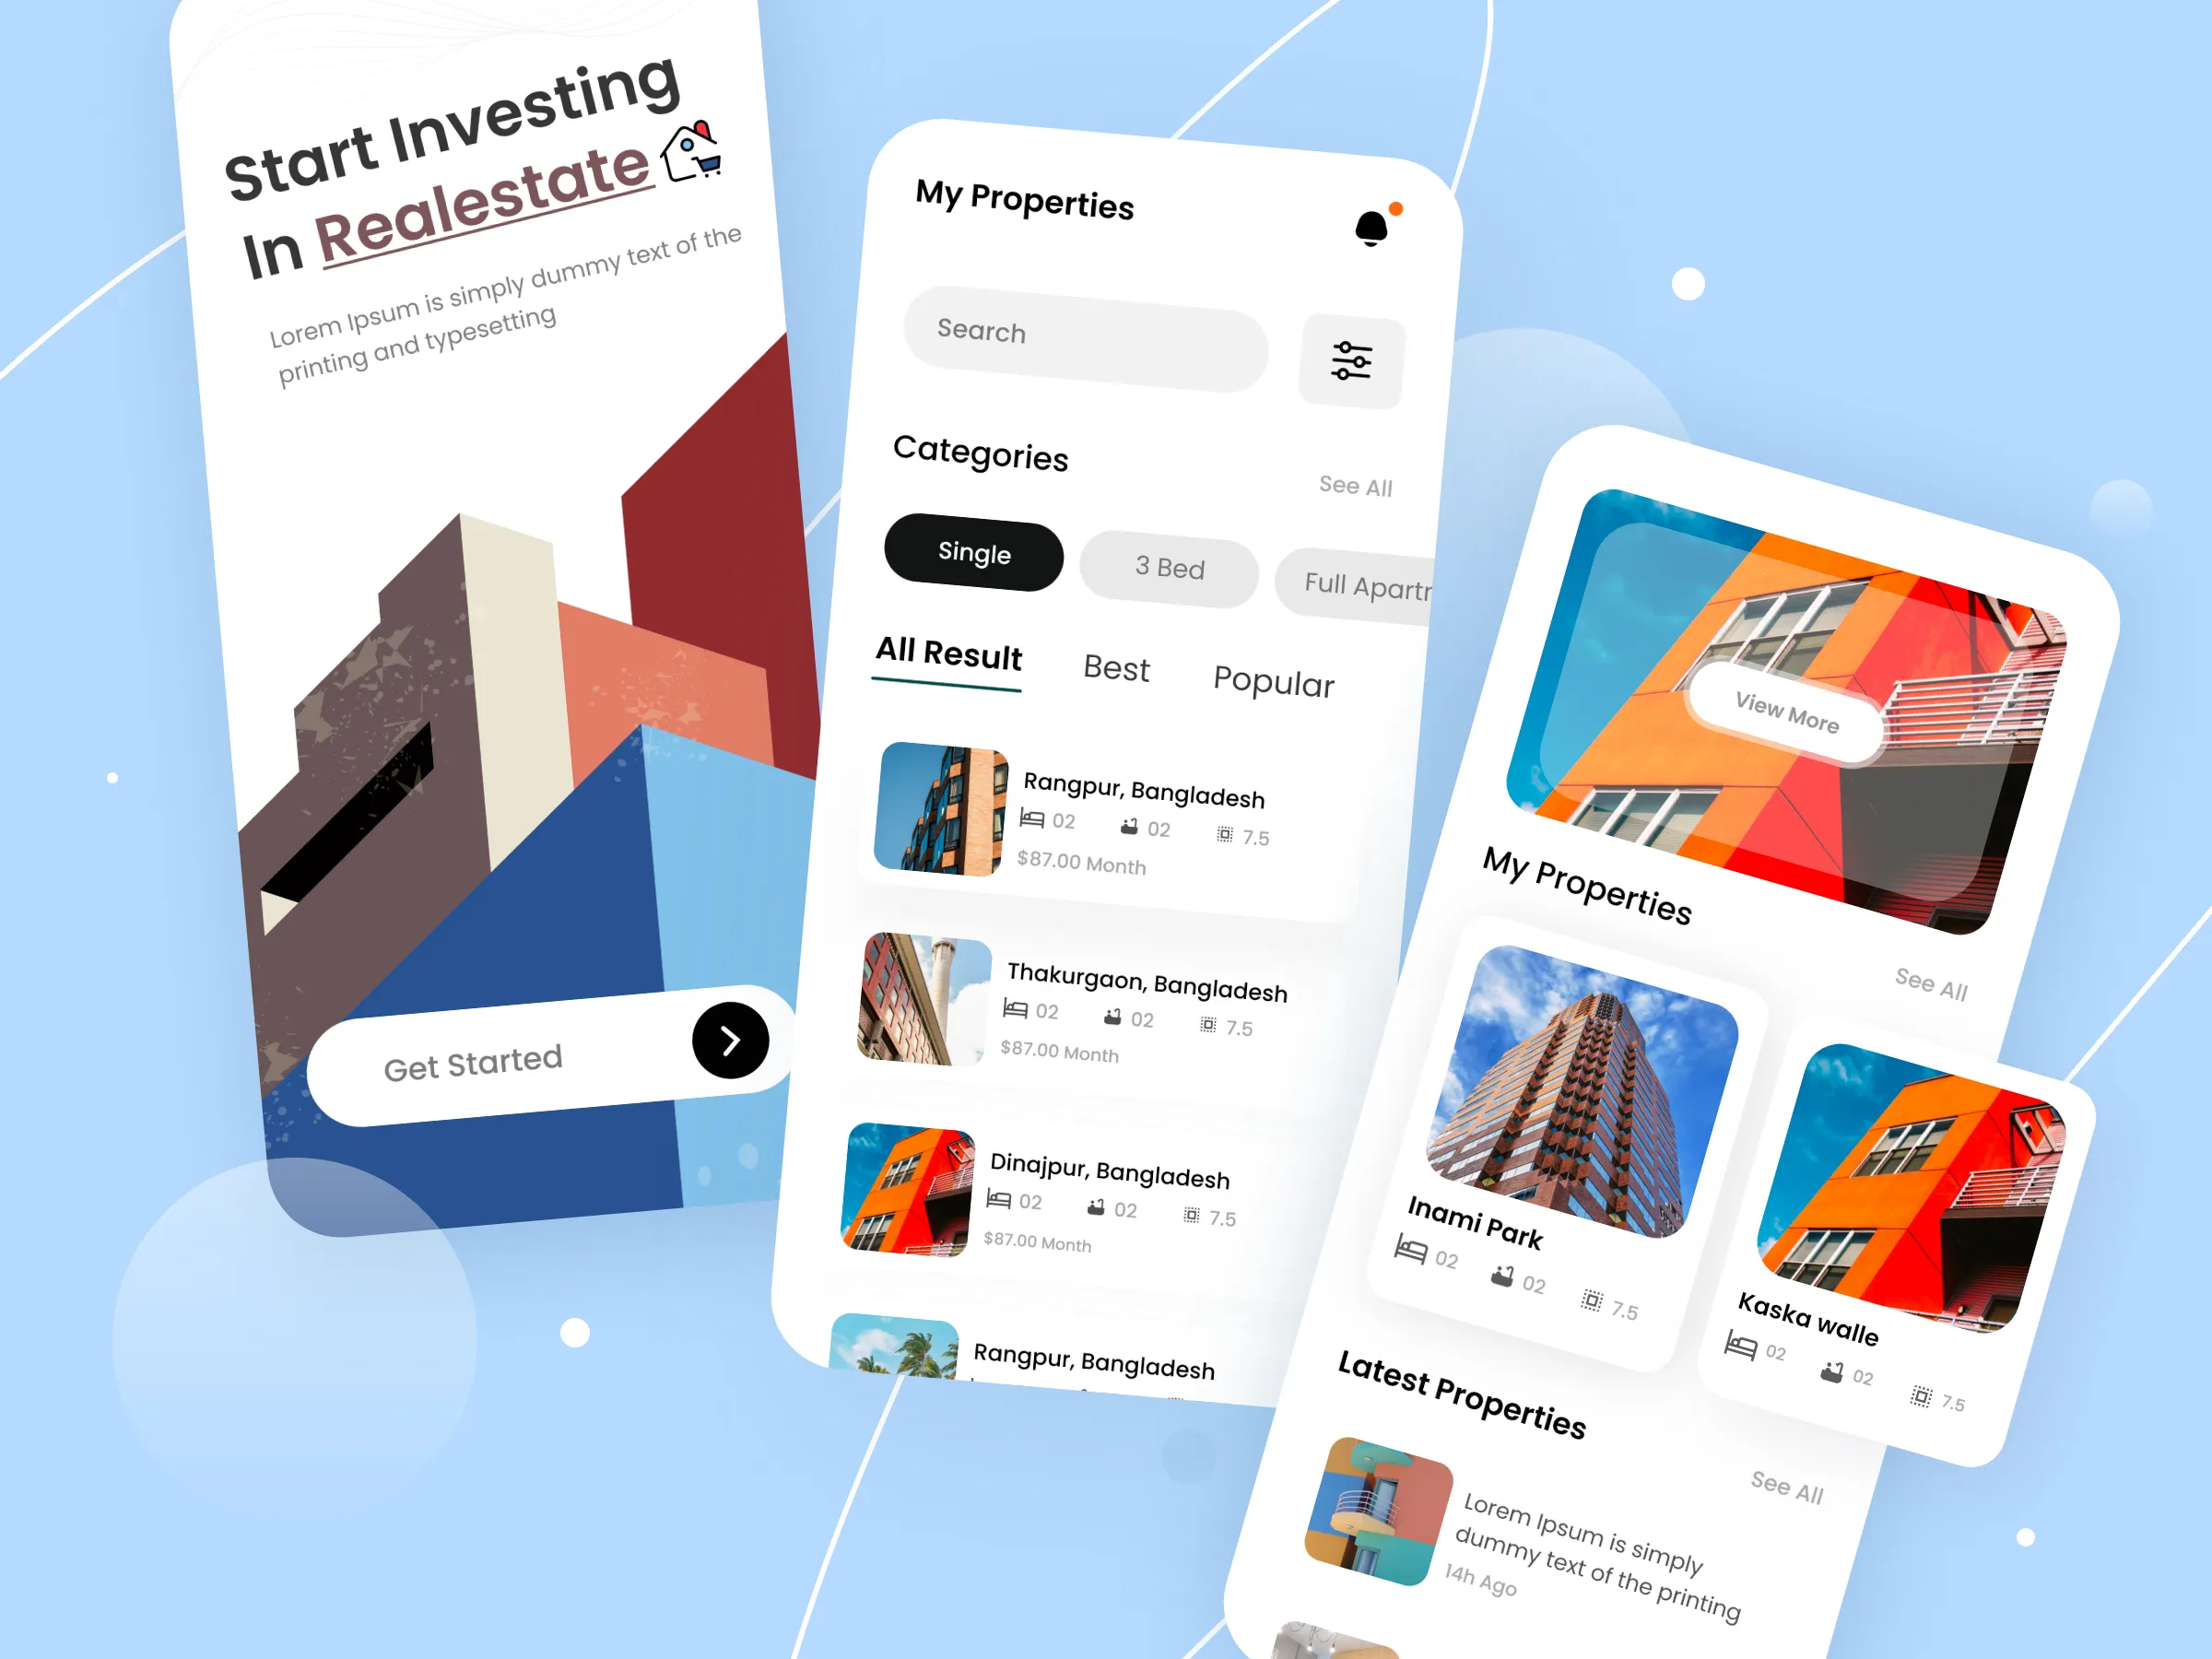 Start Investing
In Realestate
Lorem Ipsum is simply dummy text of the
printing and typesetting
Get Started
My Properties
Search
Categories
See All
Single
3 Bed
Full Apartr
All Result
Best
Popular
Rangpur, Bangladesh
02
02
7.5
$87.00 Month
Thakurgaon, Bangladesh
02
02
7.5
$87.00 Month
Dinajpur, Bangladesh
02
02
7.5
$87.00 Month
Rangpur, Bangladesh
View More
My Properties
See All
Inami Park
02
02
7.5
Kaska walle
02
02
7.5
Latest Properties
See All
Lorem Ipsum is simply
dummy text of the printing
14h Ago